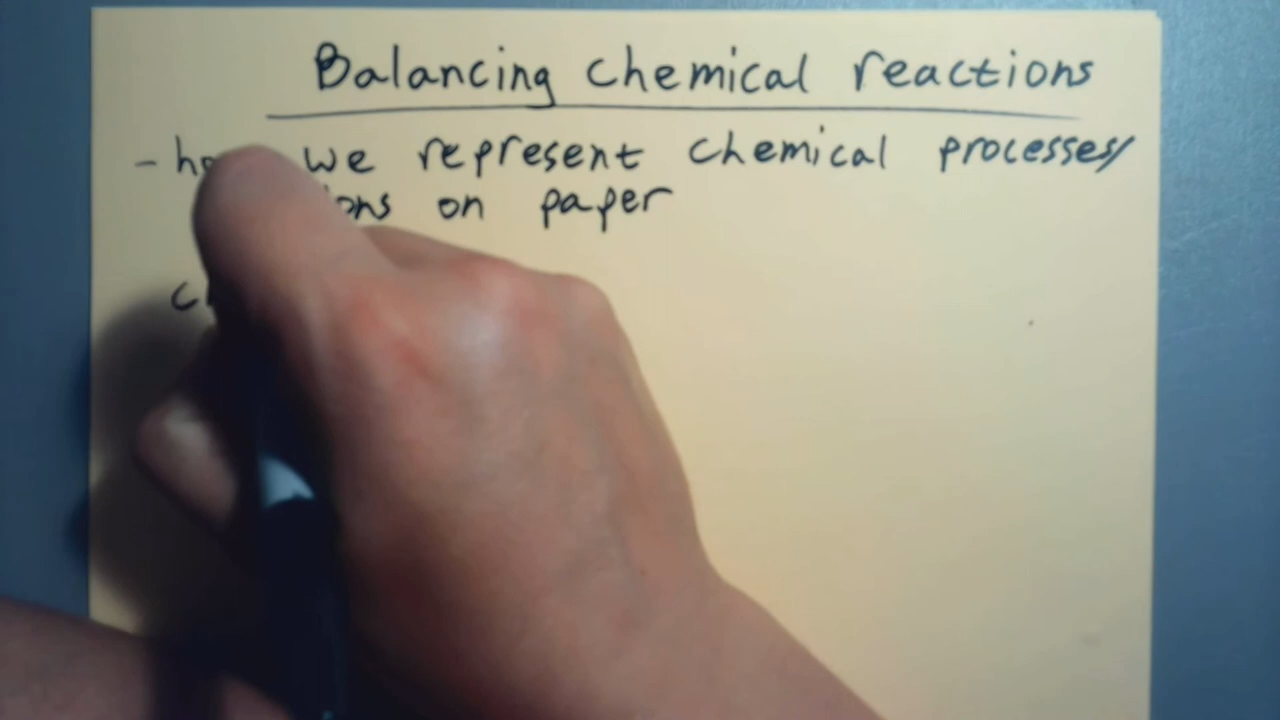 Balancing chemical reactions
- we represent chemical processes/
on paper